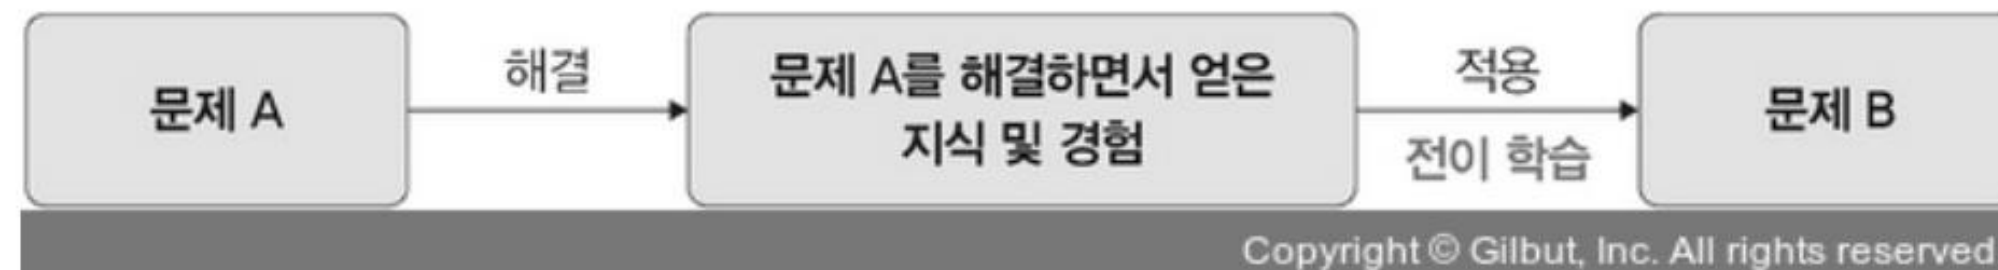 문제 A
해결
문제 A를 해결하면서 얻은
지식 및 경험
적용
전이 학습
문제 B
Copyright © Gilbut, Inc. All rights reserved